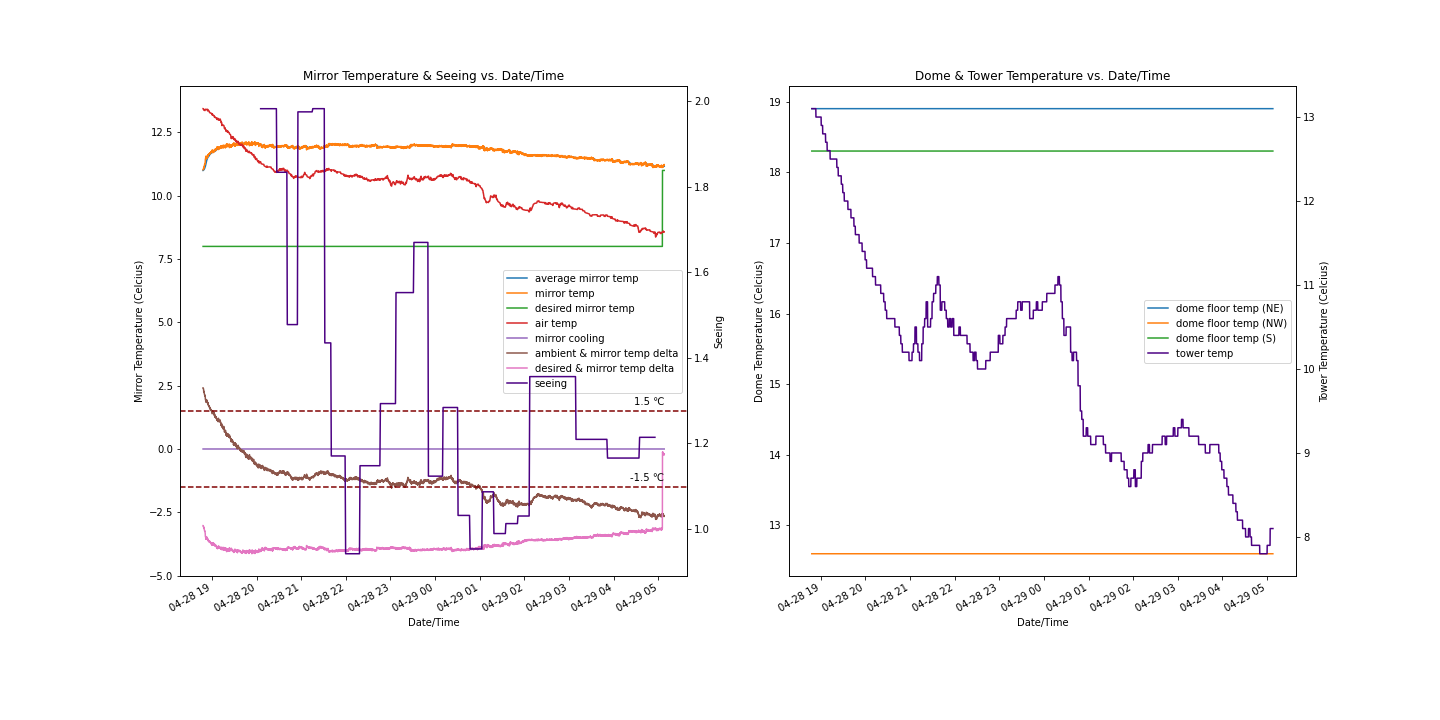 Mirror Temperature & Seeing vs. Date/Time
12.5
10.0
7.5
5.0
2.5
0.0
−2.5
−5.0
Mirror Temperature (Celcius)
2.0
1.8
1.6
1.4
1.2
1.0
Seeing
average mirror temp
mirror temp
desired mirror temp
air temp
mirror cooling
ambient & mirror temp delta
desired & mirror temp delta
seeing
1.5 °C
-1.5 °C
04-28 19
04-28 20
04-28 21
04-28 22
04-28 23
04-29 00
04-29 01
04-29 02
04-29 03
04-29 04
04-29 05
Date/Time
Dome & Tower Temperature vs. Date/Time
19
18
17
16
15
14
13
Dome Temperature (Celcius)
13
12
11
10
9
8
Tower Temperature (Celcius)
dome floor temp (NE)
dome floor temp (NW)
dome floor temp (S)
tower temp
04-28 19
04-28 20
04-28 21
04-28 22
04-28 23
04-29 00
04-29 01
04-29 02
04-29 03
04-29 04
04-29 05
Date/Time